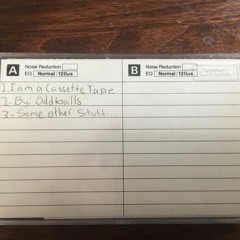 A
Noise Reduction
EQ Normal : 120μs
1. I am a Cassette Tape
2. By: Oddballs
3 - Some other Stuff...
B
Noise Reduction
EQ Normal : 120μs